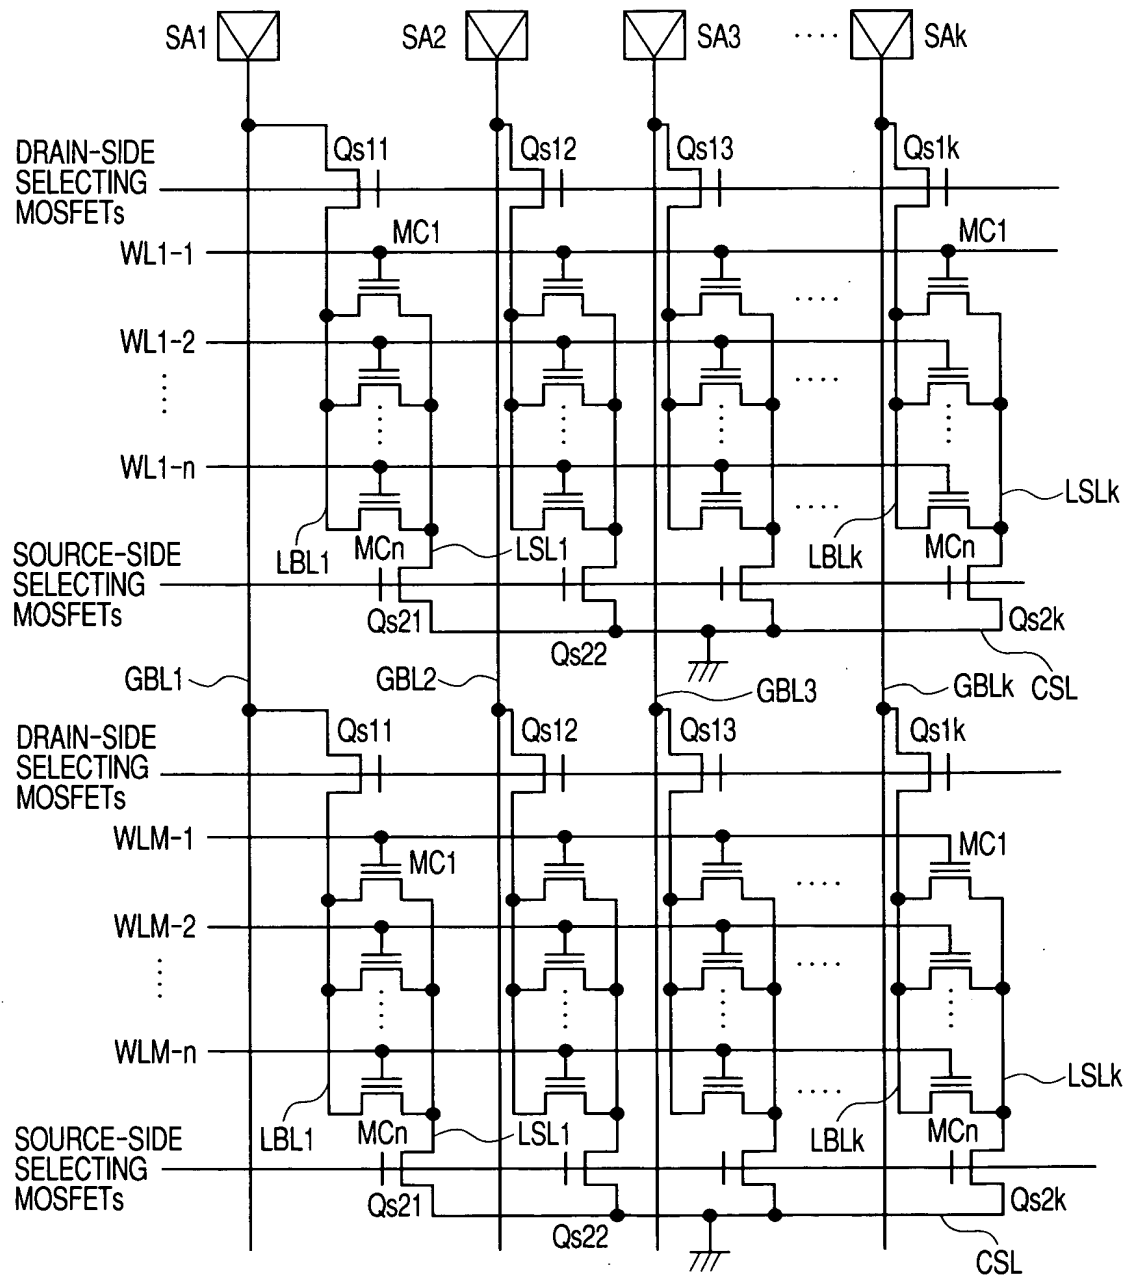 SA1 SA2 SA3 ···· SAk
DRAIN-SIDE
SELECTING
MOSFETs
Qs11 Qs12 Qs13 Qs1k
MC1 MC1
WL1-1
····
WL1-2
····
WL1-n
····
LSLk
LBL1 MCn LSL1 LBLk MCn
SOURCE-SIDE
SELECTING
MOSFETs
Qs21 Qs22 Qs2k
GBL1 GBL2 GBL3 GBLk CSL
DRAIN-SIDE
SELECTING
MOSFETs
Qs11 Qs12 Qs13 Qs1k
WLM-1
MC1 MC1
····
WLM-2
····
WLM-n
····
LSLk
LBL1 MCn LSL1 LBLk MCn
SOURCE-SIDE
SELECTING
MOSFETs
Qs21 Qs22 Qs2k
CSL